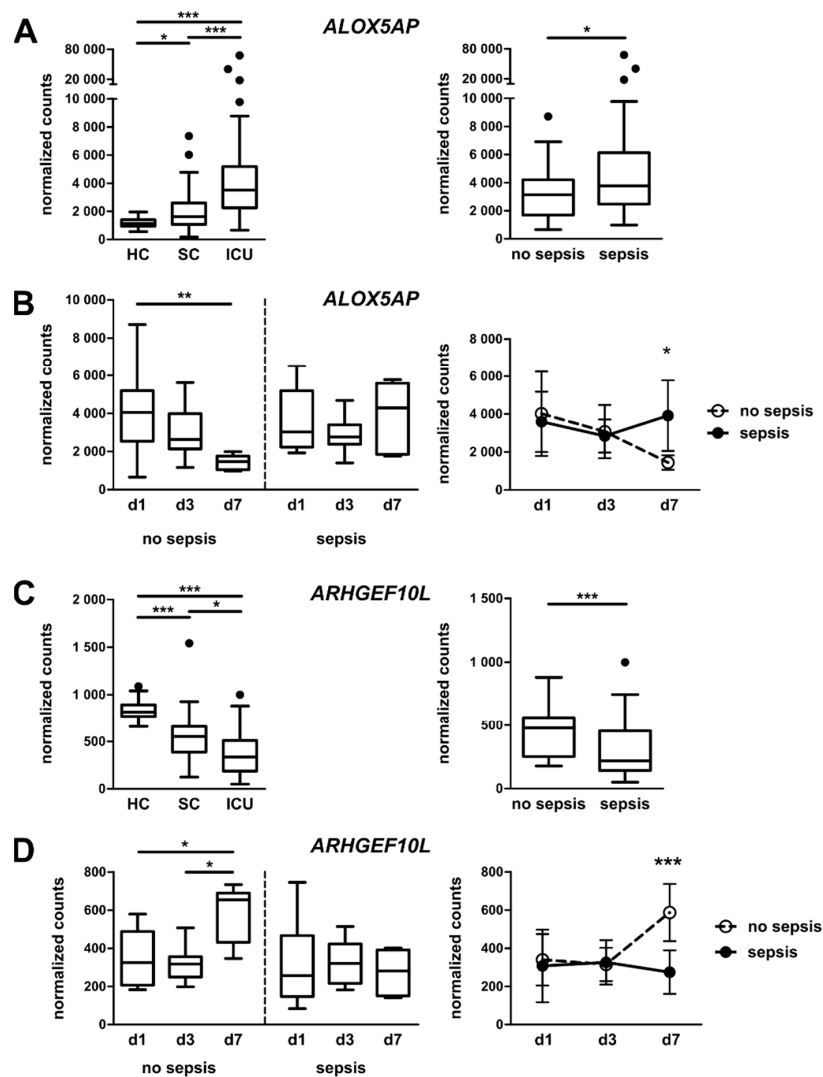 A
ALOX5AP
***
* ***
*
normalized counts
80 000
20 000
10 000
8 000
6 000
4 000
2 000
0
HC SC ICU
normalized counts
80 000
20 000
10 000
8 000
6 000
4 000
2 000
0
no sepsis sepsis
B
ALOX5AP
**
normalized counts
10 000
8 000
6 000
4 000
2 000
0
d1 d3 d7 d1 d3 d7
no sepsis sepsis
normalized counts
8 000
6 000
4 000
2 000
0
*
d1 d3 d7
no sepsis
sepsis
C
ARHGEF10L
***
*** *
***
normalized counts
2 000
1 500
1 000
500
0
HC SC ICU
normalized counts
1 500
1 000
500
0
no sepsis sepsis
D
ARHGEF10L
*
*
normalized counts
800
600
400
200
0
d1 d3 d7 d1 d3 d7
no sepsis sepsis
normalized counts
800
600
400
200
0
***
d1 d3 d7
no sepsis
sepsis